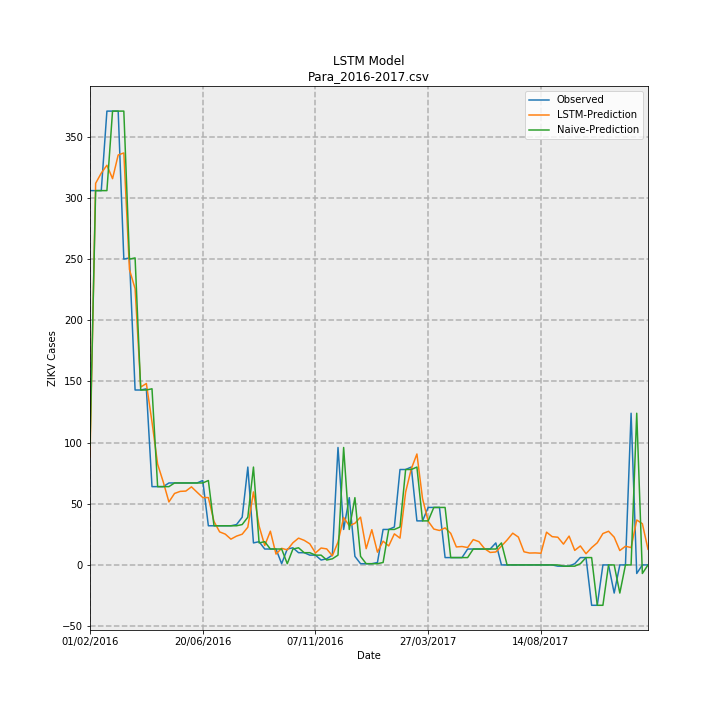 LSTM Model
Para_2016-2017.csv
Observed
LSTM-Prediction
Naive-Prediction
ZIKV Cases
350
300
250
200
150
100
50
0
−50
01/02/2016
20/06/2016
07/11/2016
27/03/2017
14/08/2017
Date